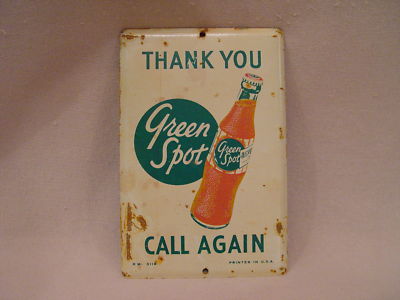 THANK YOU
Green
Spot
Green
Spot
CALL AGAIN
PRINTED IN U.S.A.